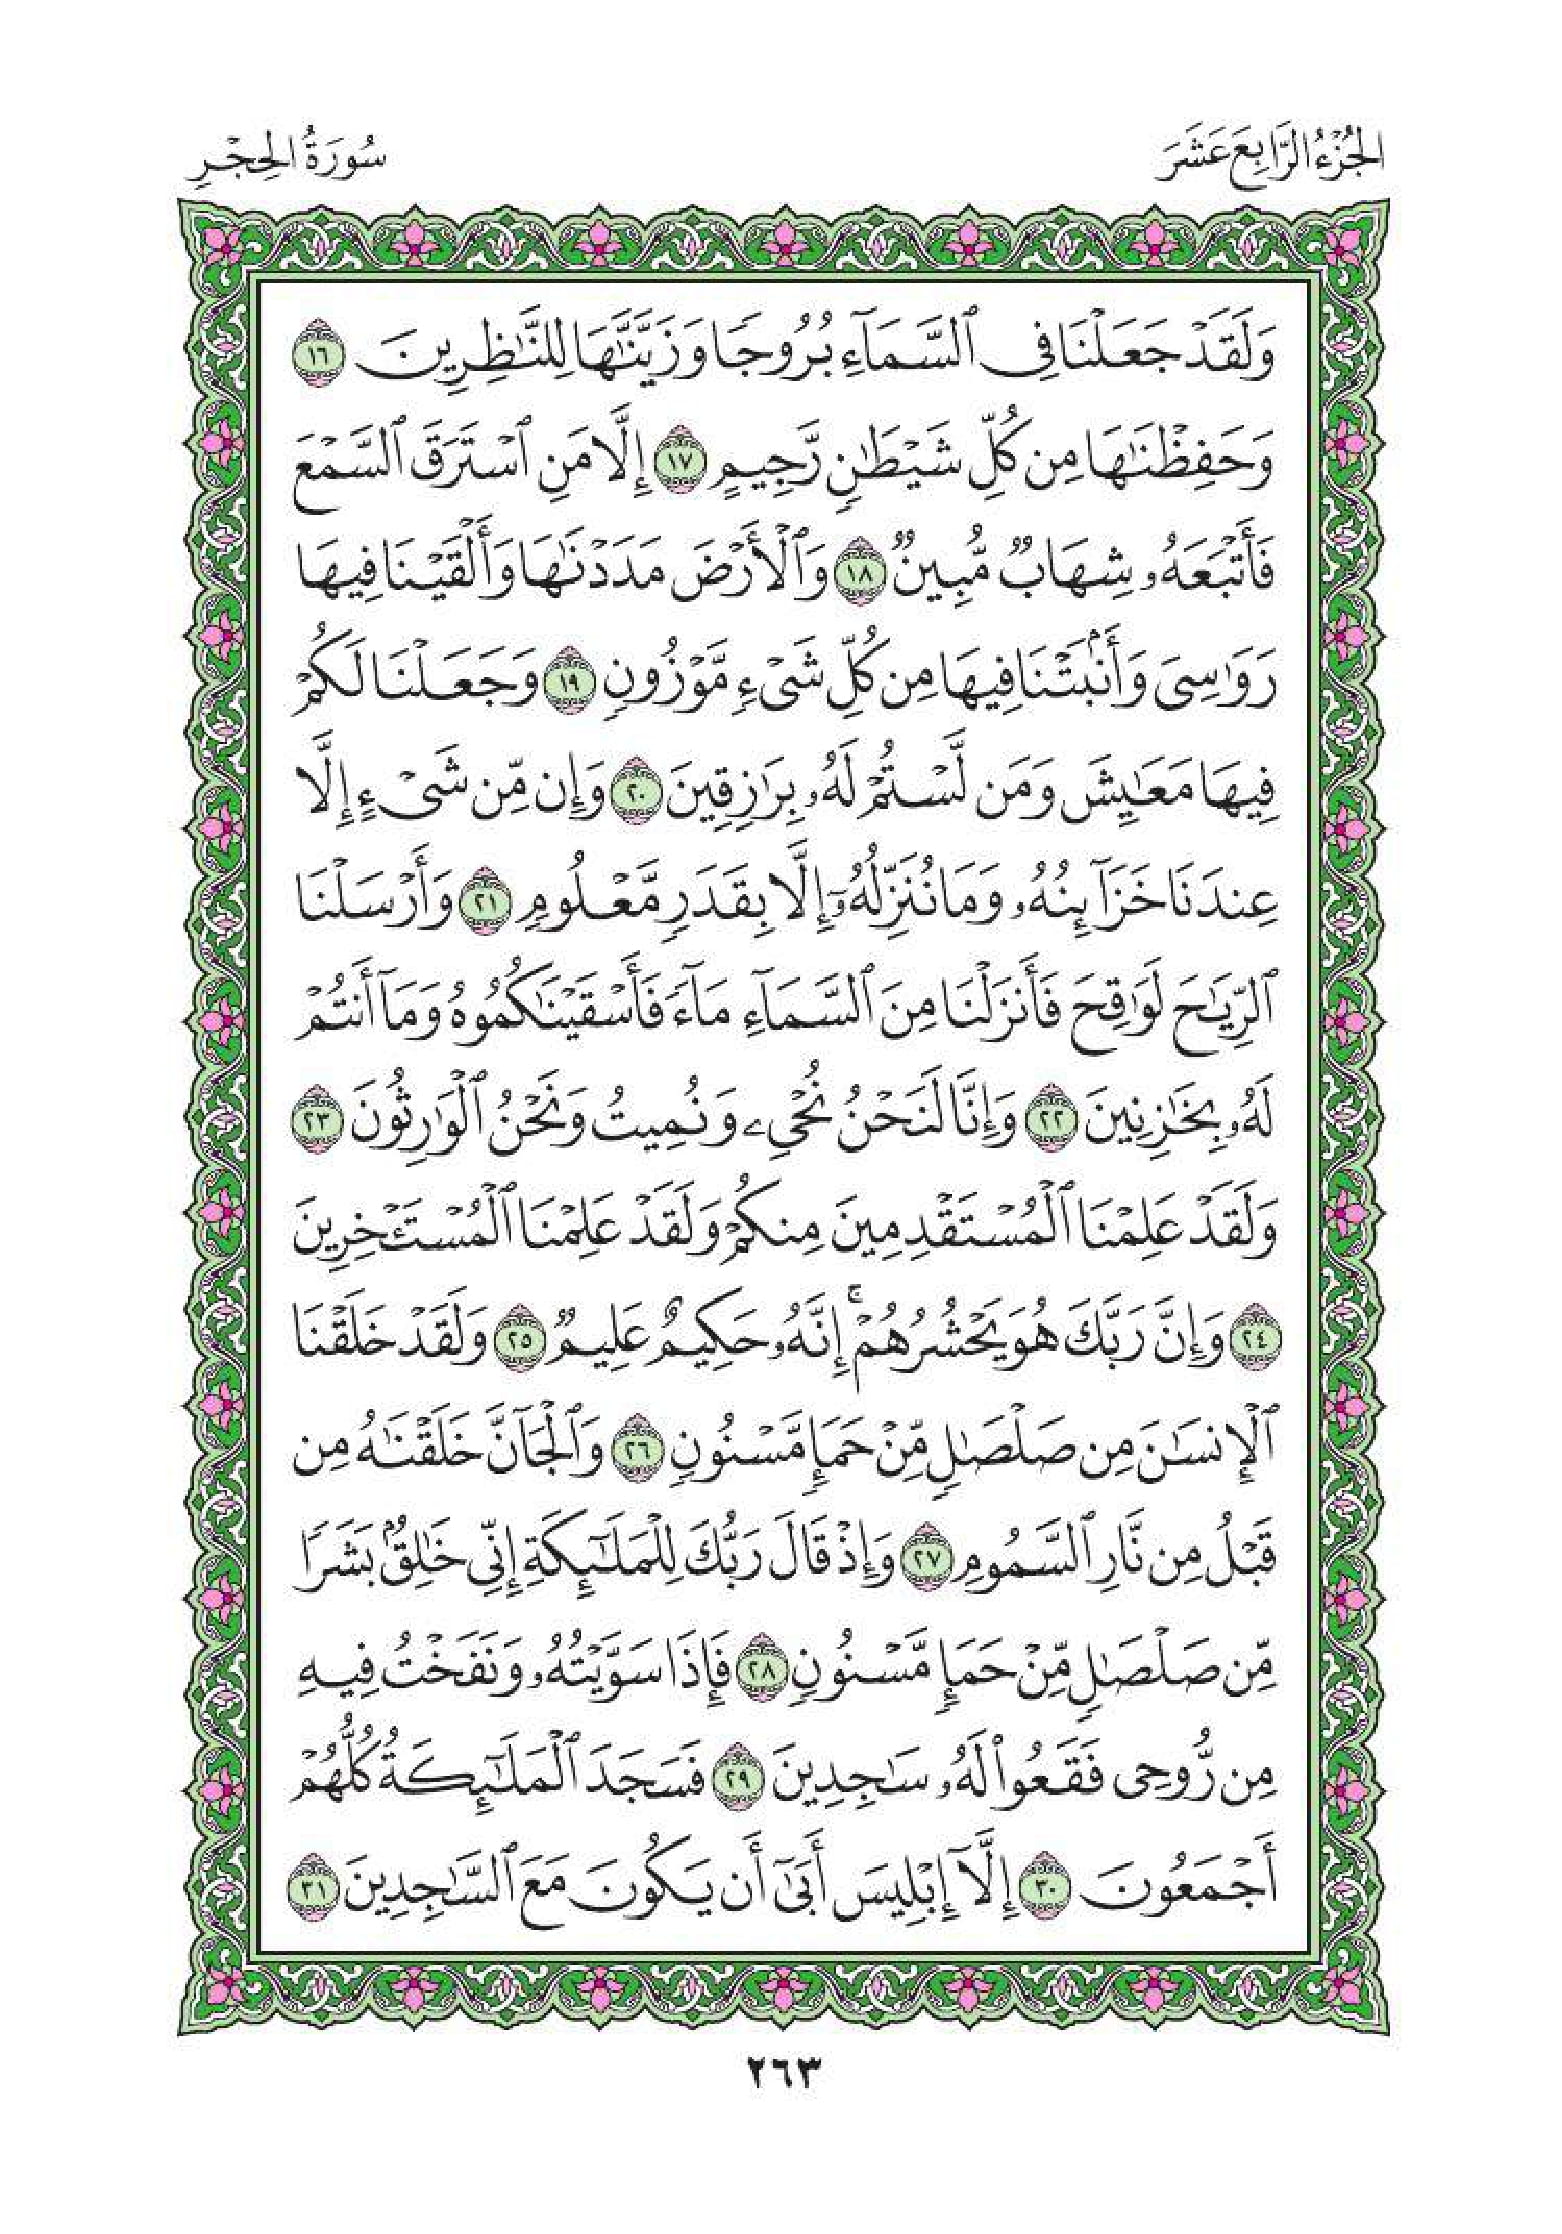 الجُزْءُ الرَّابِعَ عَشَرَ
سُورَةُ الحِجْرِ
وَلَقَدْ جَعَلْنَا فِي ٱلسَّمَآءِ بُرُوجًا وَزَيَّنَّٰهَا لِلنَّٰظِرِينَ ١٦
وَحَفِظْنَٰهَا مِن كُلِّ شَيْطَٰنٍ رَّجِيمٍ ١٧ إِلَّا مَنِ ٱسْتَرَقَ ٱلسَّمْعَ
فَأَتْبَعَهُۥ شِهَابٌ مُّبِينٌ ١٨ وَٱلْأَرْضَ مَدَدْنَٰهَا وَأَلْقَيْنَا فِيهَا
رَوَٰسِيَ وَأَنۢبَتْنَا فِيهَا مِن كُلِّ شَيْءٍ مَّوْزُونٍ ١٩ وَجَعَلْنَا لَكُمْ
فِيهَا مَعَٰيِشَ وَمَن لَّسْتُمْ لَهُۥ بِرَٰزِقِينَ ٢٠ وَإِن مِّن شَيْءٍ إِلَّا
عِندَنَا خَزَآئِنُهُۥ وَمَا نُنَزِّلُهُۥٓ إِلَّا بِقَدَرٍ مَّعْلُومٍ ٢١ وَأَرْسَلْنَا
ٱلرِّيَٰحَ لَوَٰقِحَ فَأَنزَلْنَا مِنَ ٱلسَّمَآءِ مَآءً فَأَسْقَيْنَٰكُمُوهُ وَمَآ أَنتُمْ
لَهُۥ بِخَٰزِنِينَ ٢٢ وَإِنَّا لَنَحْنُ نُحْيِۦ وَنُمِيتُ وَنَحْنُ ٱلْوَٰرِثُونَ ٢٣
وَلَقَدْ عَلِمْنَا ٱلْمُسْتَقْدِمِينَ مِنكُمْ وَلَقَدْ عَلِمْنَا ٱلْمُسْتَـْٔخِرِينَ
٢٤ وَإِنَّ رَبَّكَ هُوَ يَحْشُرُهُمْۚ إِنَّهُۥ حَكِيمٌ عَلِيمٌ ٢٥ وَلَقَدْ خَلَقْنَا
ٱلْإِنسَٰنَ مِن صَلْصَٰلٍ مِّنْ حَمَإٍ مَّسْنُونٍ ٢٦ وَٱلْجَآنَّ خَلَقْنَٰهُ مِن
قَبْلُ مِن نَّارِ ٱلسَّمُومِ ٢٧ وَإِذْ قَالَ رَبُّكَ لِلْمَلَٰٓئِكَةِ إِنِّي خَٰلِقٌۢ بَشَرًا
مِّن صَلْصَٰلٍ مِّنْ حَمَإٍ مَّسْنُونٍ ٢٨ فَإِذَا سَوَّيْتُهُۥ وَنَفَخْتُ فِيهِ
مِن رُّوحِي فَقَعُوا۟ لَهُۥ سَٰجِدِينَ ٢٩ فَسَجَدَ ٱلْمَلَٰٓئِكَةُ كُلُّهُمْ
أَجْمَعُونَ ٣٠ إِلَّآ إِبْلِيسَ أَبَىٰٓ أَن يَكُونَ مَعَ ٱلسَّٰجِدِينَ ٣١
٢٦٣